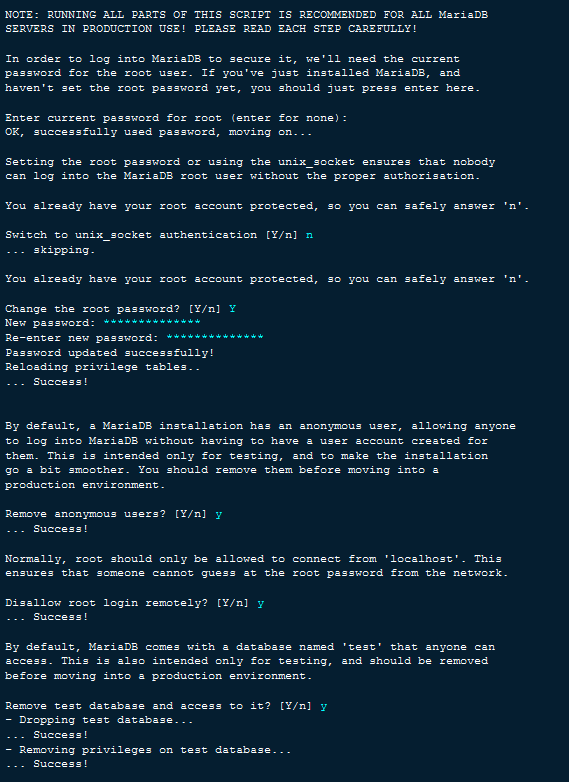 NOTE: RUNNING ALL PARTS OF THIS SCRIPT IS RECOMMENDED FOR ALL MariaDB
SERVERS IN PRODUCTION USE! PLEASE READ EACH STEP CAREFULLY!
In order to log into MariaDB to secure it, we'll need the current
password for the root user. If you've just installed MariaDB, and
haven't set the root password yet, you should just press enter here.
Enter current password for root (enter for none):
OK, successfully used password, moving on...
Setting the root password or using the unix_socket ensures that nobody
can log into the MariaDB root user without the proper authorisation.
You already have your root account protected, so you can safely answer 'n'.
Switch to unix_socket authentication [Y/n] n
... skipping.
You already have your root account protected, so you can safely answer 'n'.
Change the root password? [Y/n] Y
New password: **************
Re-enter new password: **************
Password updated successfully!
Reloading privilege tables..
... Success!
By default, a MariaDB installation has an anonymous user, allowing anyone
to log into MariaDB without having to have a user account created for
them. This is intended only for testing, and to make the installation
go a bit smoother. You should remove them before moving into a
production environment.
Remove anonymous users? [Y/n] y
... Success!
Normally, root should only be allowed to connect from 'localhost'. This
ensures that someone cannot guess at the root password from the network.
Disallow root login remotely? [Y/n] y
... Success!
By default, MariaDB comes with a database named 'test' that anyone can
access. This is also intended only for testing, and should be removed
before moving into a production environment.
Remove test database and access to it? [Y/n] y
- Dropping test database...
... Success!
- Removing privileges on test database...
... Success!